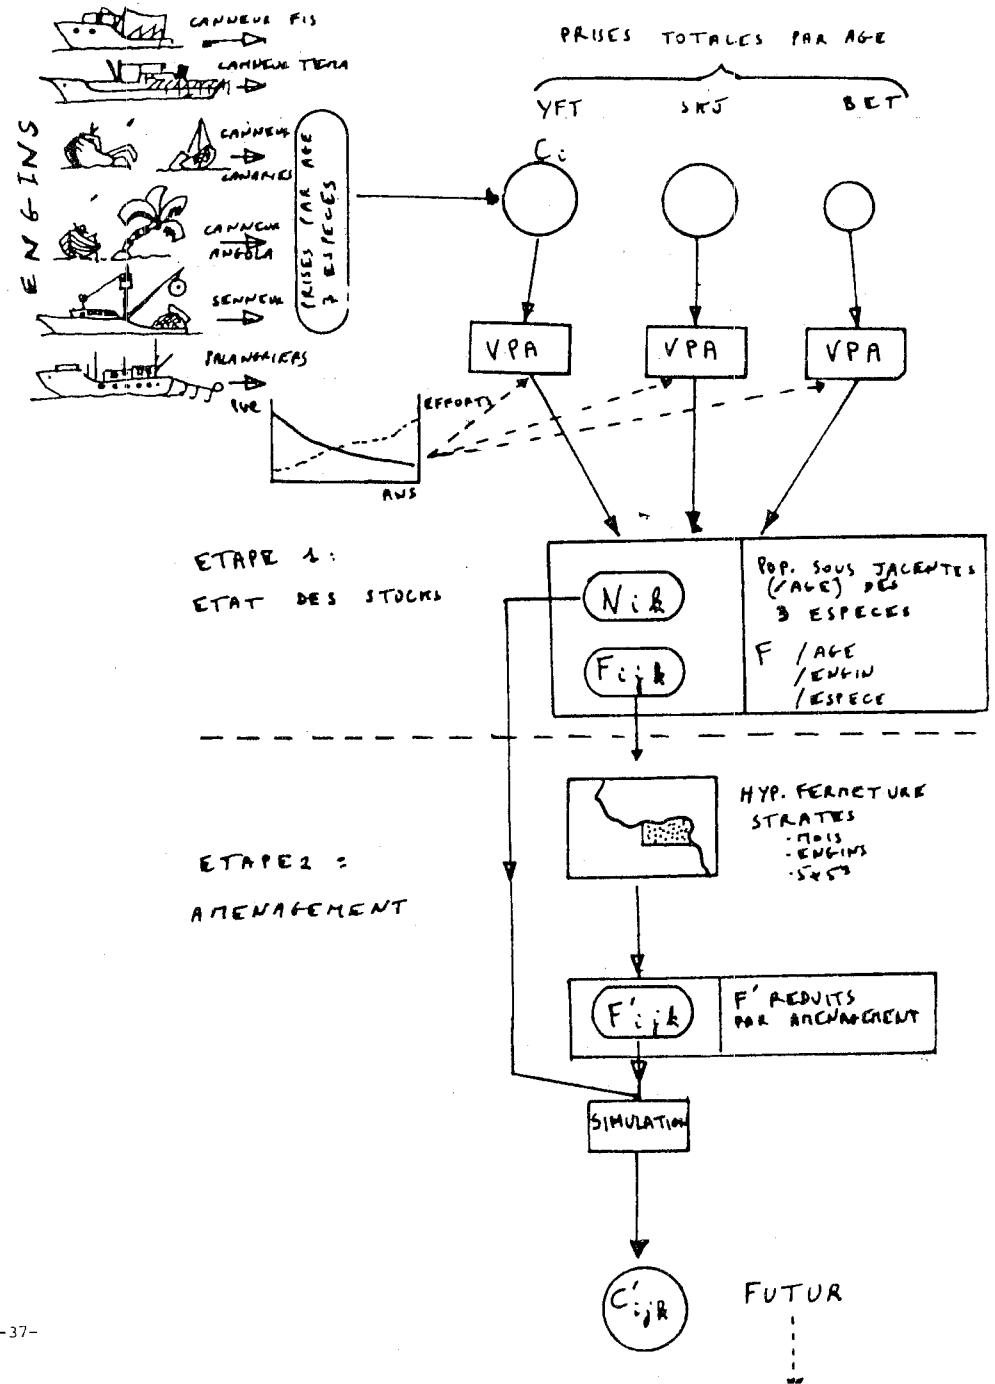 CANNEUR FIS
CANNEUR TEMA
ENGINS
CANNEUR
CANARIES
CANNEUR
ANGOLA
SENNEUR
PALANGRIERS
PRISES PAR AGE
3 ESPECES
PRISES TOTALES PAR AGE
YFT SKJ BET
Ci
VPA VPA VPA
PUE EFFORTS
ANS
ETAPE 1:
ETAT DES STOCKS
Nik
Fijk
POP. SOUS JACENTES
(/AGE) DES
3 ESPECES
F /AGE
/ENGIN
/ESPECE
HYP. FERMETURE
STRATES
- MOIS
- ENGINS
- 5x5°
ETAPE 2 =
AMENAGEMENT
F'ijk
F' REDUITS
PAR AMENAGEMENT
SIMULATION
C'ijk
FUTUR
-37-